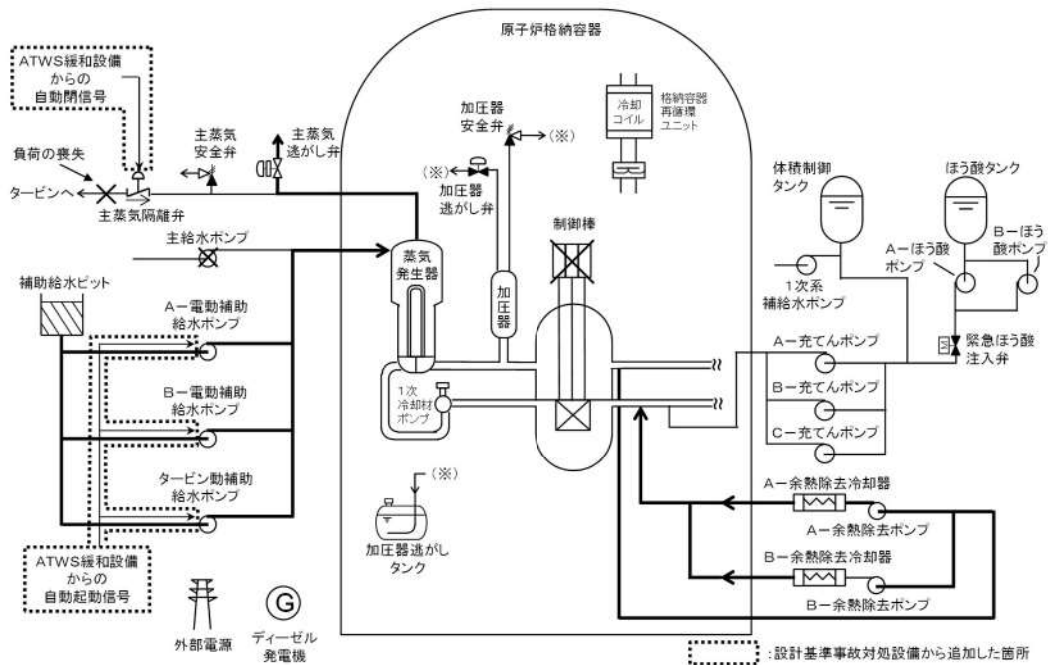 原子炉格納容器
ATWS緩和設備
からの
自動閉信号
負荷の喪失
タービンへ
主蒸気隔離弁
主蒸気
安全弁
主蒸気
逃がし弁
主給水ポンプ
補助給水ピット
A－電動補助
給水ポンプ
B－電動補助
給水ポンプ
タービン動補助
給水ポンプ
ATWS緩和設備
からの
自動起動信号
外部電源
G
ディーゼル
発電機
加圧器
安全弁
(※)
(※)
加圧器
逃がし弁
冷却
コイル
格納容器
再循環
ユニット
制御棒
蒸気
発生器
加圧器
1次
冷却材
ポンプ
(※)
加圧器逃がし
タンク
体積制御
タンク
ほう酸タンク
1次系
補給水ポンプ
A－ほう酸
ポンプ
B－ほう
酸ポンプ
M
緊急ほう酸
注入弁
A－充てんポンプ
B－充てんポンプ
C－充てんポンプ
A－余熱除去冷却器
A－余熱除去ポンプ
B－余熱除去冷却器
B－余熱除去ポンプ
:設計基準事故対処設備から追加した箇所